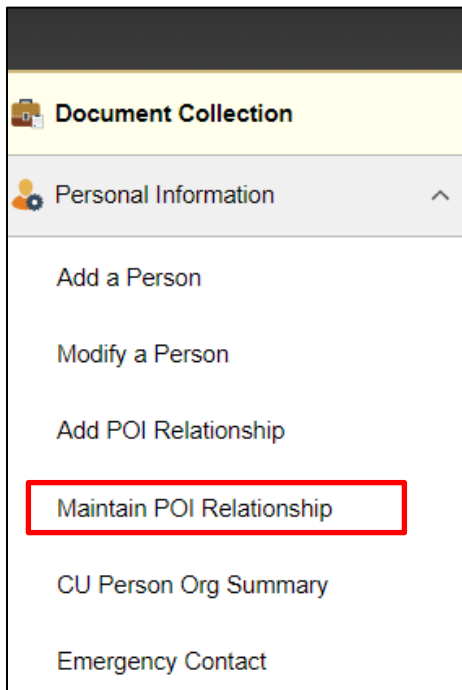 Document Collection
Personal Information
Add a Person
Modify a Person
Add POI Relationship
Maintain POI Relationship
CU Person Org Summary
Emergency Contact